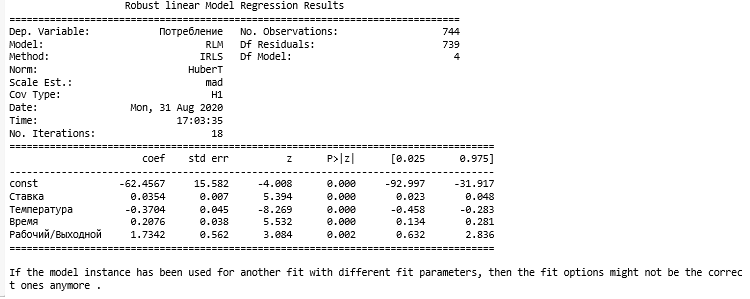 Robust linear Model Regression Results
==============================================================================
Dep. Variable: Потребление No. Observations: 744
Model: RLM Df Residuals: 739
Method: IRLS Df Model: 4
Norm: HuberT
Scale Est.: mad
Cov Type: H1
Date: Mon, 31 Aug 2020
Time: 17:03:35
No. Iterations: 18
===================================================================================
coef std err z P>|z| [0.025 0.975]
-----------------------------------------------------------------------------------
const -62.4567 15.582 -4.008 0.000 -92.997 -31.917
Ставка 0.0354 0.007 5.394 0.000 0.023 0.048
Температура -0.3704 0.045 -8.269 0.000 -0.458 -0.283
Время 0.2076 0.038 5.532 0.000 0.134 0.281
Рабочий/Выходной 1.7342 0.562 3.084 0.002 0.632 2.836
===================================================================================
If the model instance has been used for another fit with different fit parameters, then the fit options might not be the correc
t ones anymore .